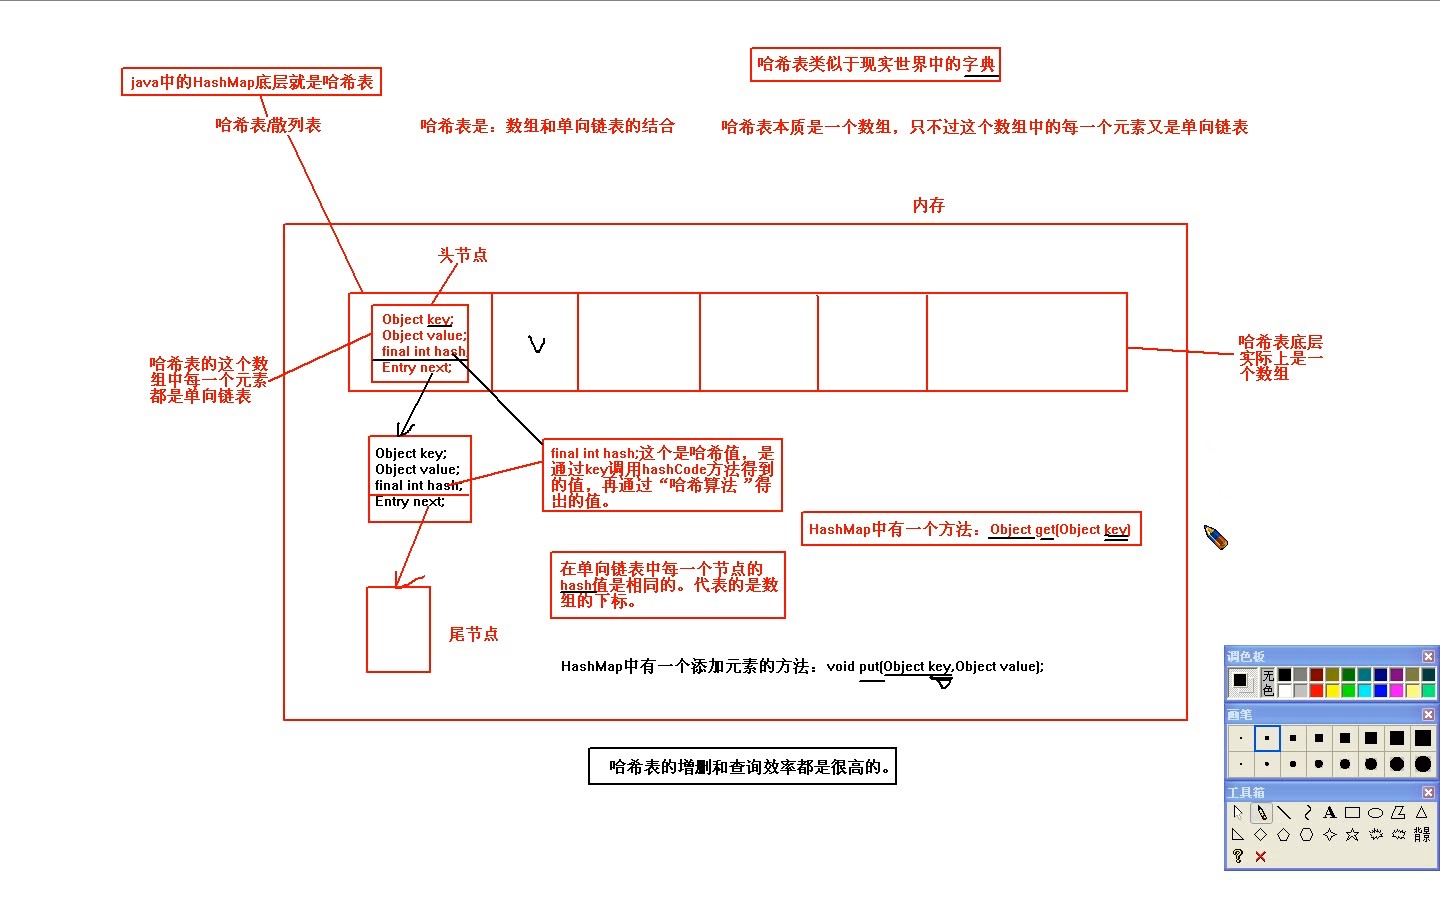 哈希表类似于现实世界中的字典
java中的HashMap底层就是哈希表
哈希表/散列表
哈希表是：数组和单向链表的结合
哈希表本质是一个数组，只不过这个数组中的每一个元素又是单向链表
内存
头节点
Object key;
Object value;
final int hash
Entry next;
哈希表的这个数
组中每一个元素
都是单向链表
哈希表底层
实际上是一
个数组
Object key;
Object value;
final int hash;
Entry next;
final int hash;这个是哈希值，是
通过key调用hashCode方法得到
的值，再通过“哈希算法 ”得
出的值。
HashMap中有一个方法：Object get(Object key)
在单向链表中每一个节点的
hash值是相同的。代表的是数
组的下标。
尾节点
HashMap中有一个添加元素的方法：void put(Object key,Object value);
哈希表的增删和查询效率都是很高的。
调色板
无
色
画笔
工具箱
A
背景
?